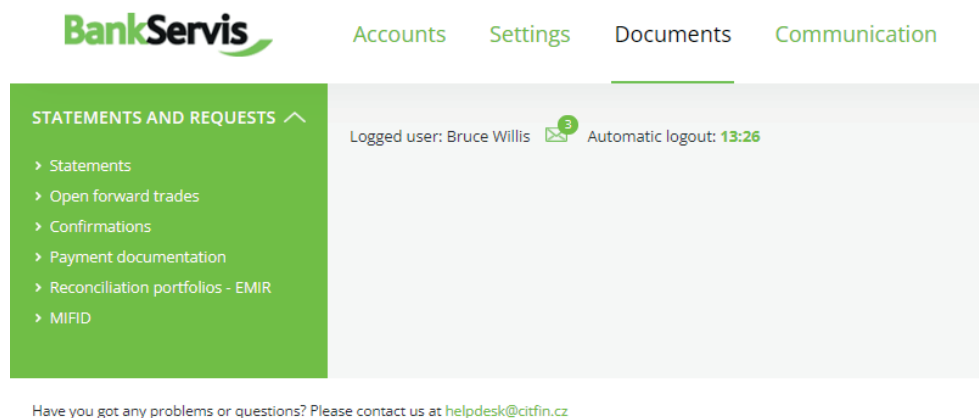 BankServis
Accounts Settings Documents Communication
STATEMENTS AND REQUESTS
Logged user: Bruce Willis 3 Automatic logout: 13:26
> Statements
> Open forward trades
> Confirmations
> Payment documentation
> Reconciliation portfolios - EMIR
> MIFID
Have you got any problems or questions? Please contact us at helpdesk@citfin.cz